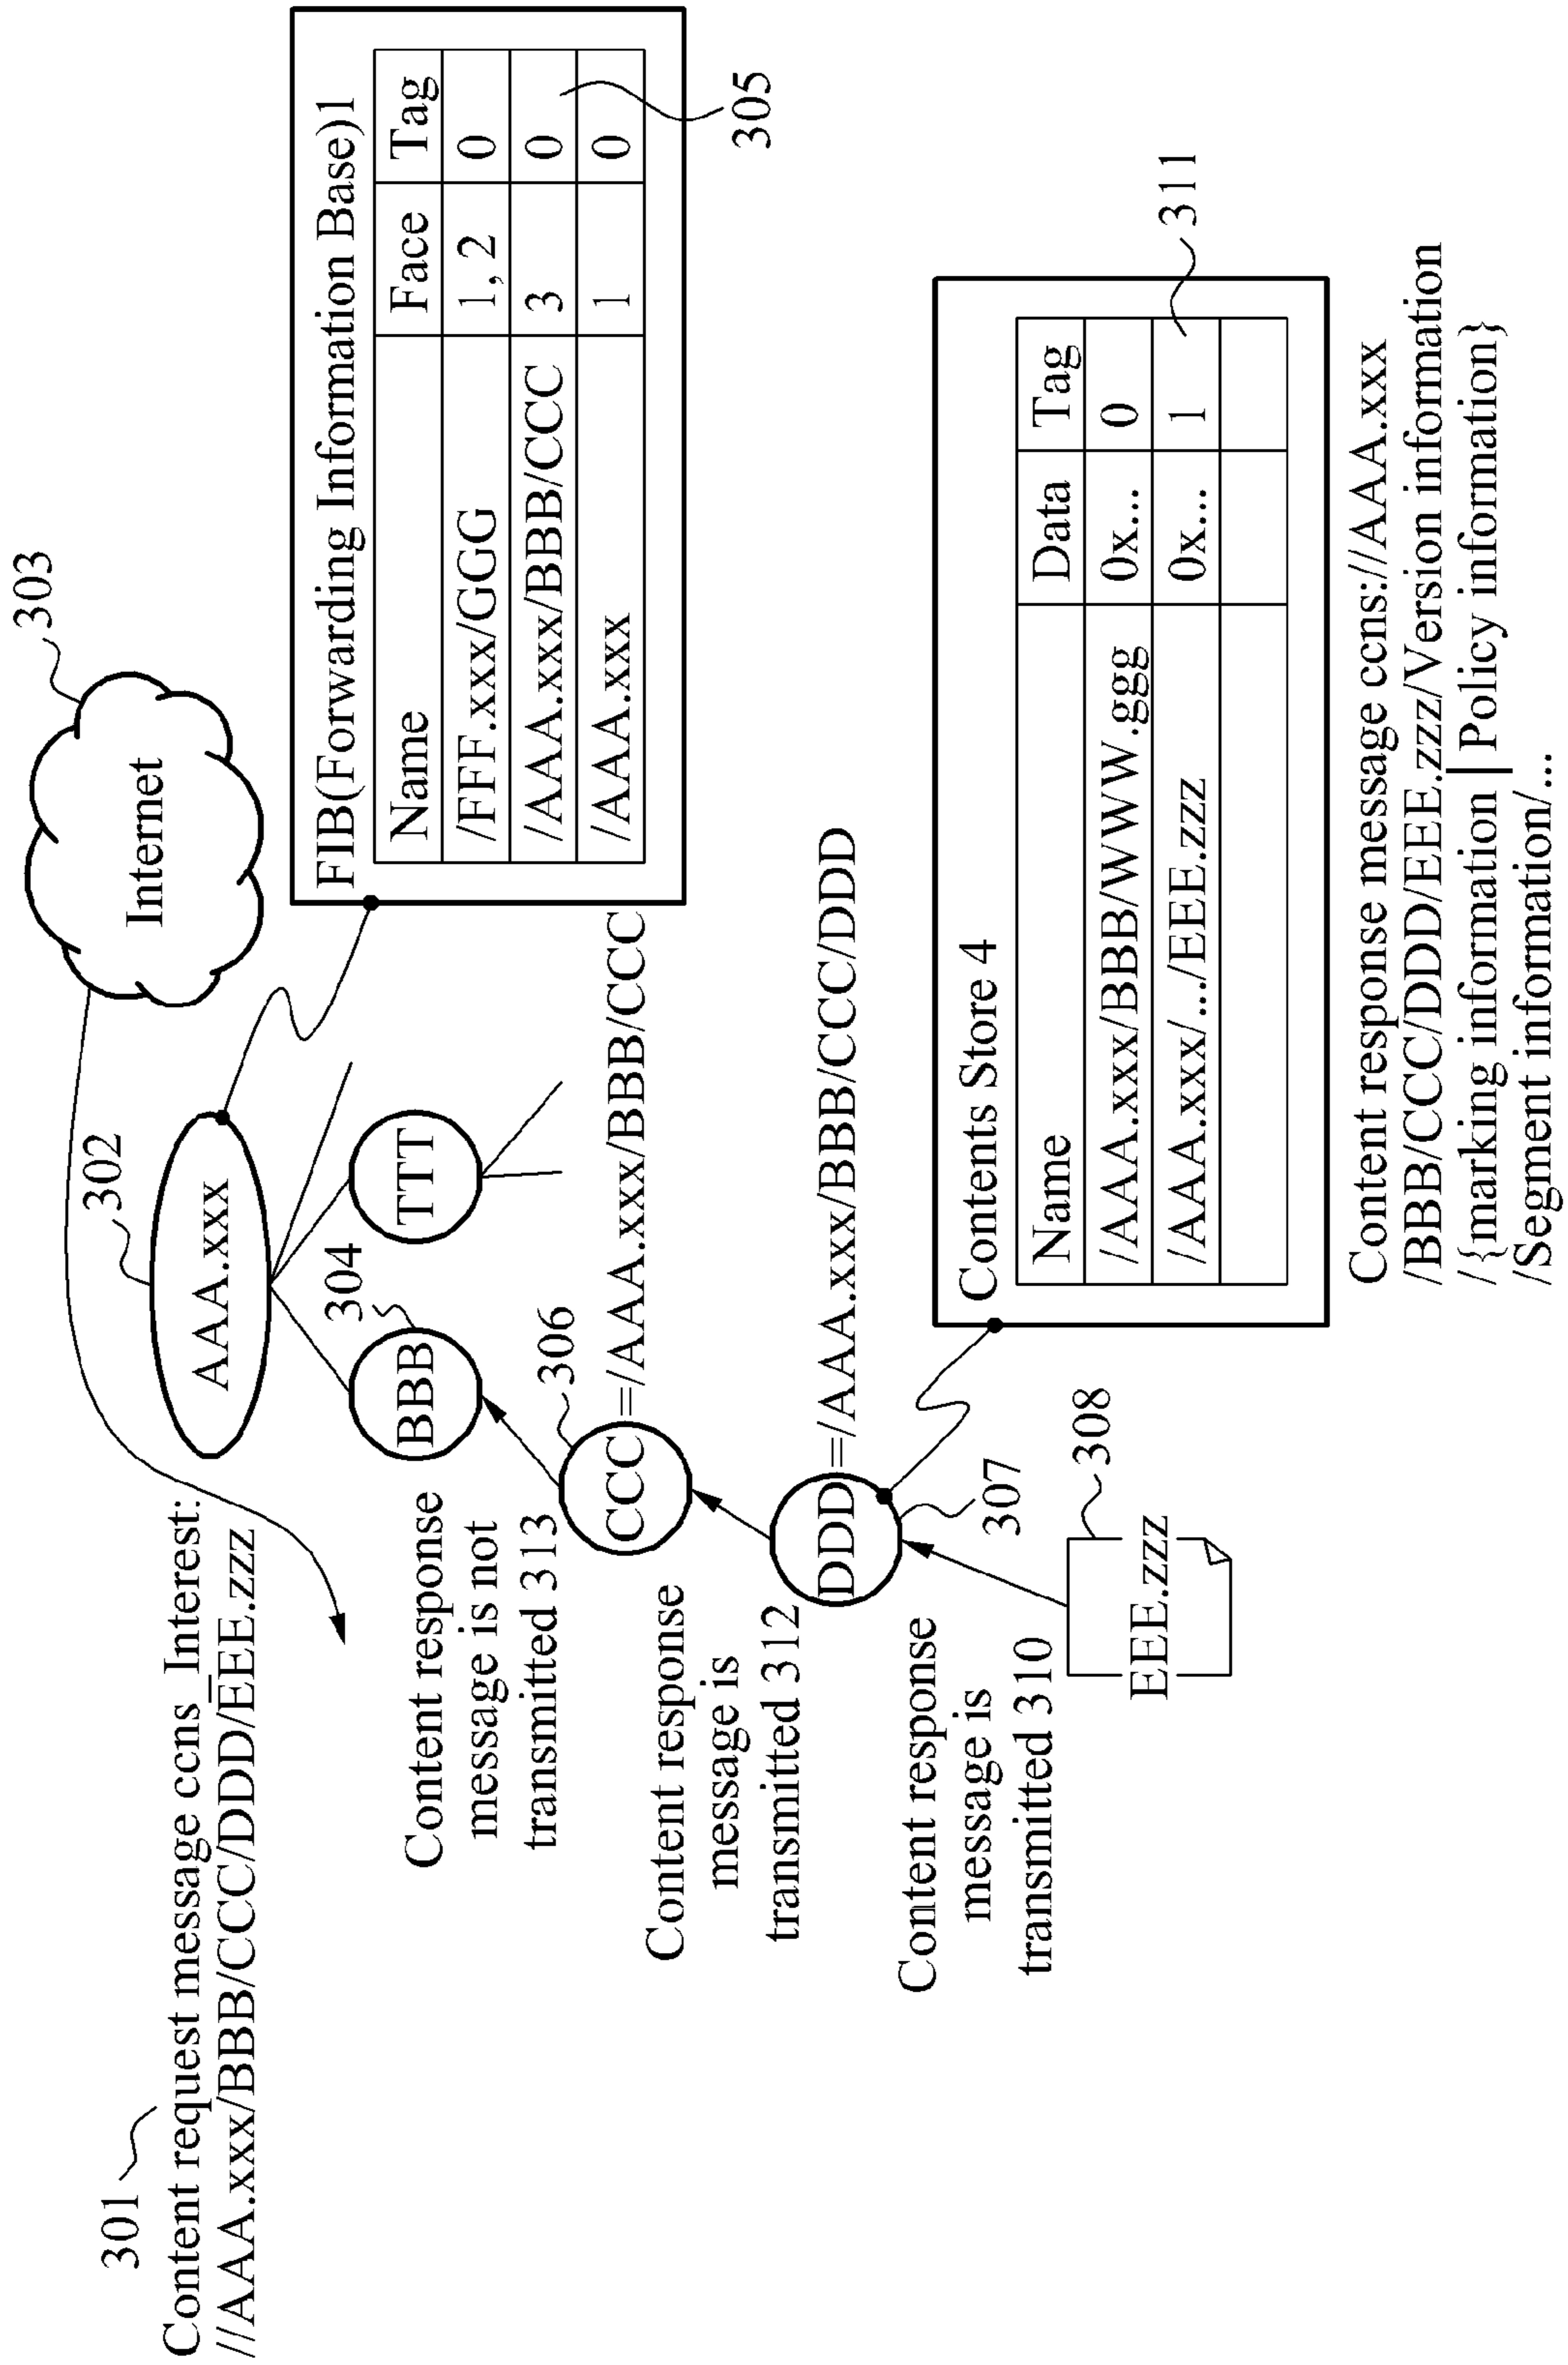 301
Content request message ccns_Interest:
//AAA.xxx/BBB/CCC/DDD/EEE.zzz
302
303
Internet
AAA.xxx
304
BBB
TTT
FIB(Forwarding Information Base)1
Name Face Tag
/FFF.xxx/GGG 1, 2 0
/AAA.xxx/BBB/CCC 3 0
/AAA.xxx 1 0
305
Content response
message is not
transmitted 313
306
CCC=/AAA.xxx/BBB/CCC
Content response
message is
transmitted 312
DDD=/AAA.xxx/BBB/CCC/DDD
307
Content response
message is
transmitted 310
308
EEE.zzz
Contents Store 4
Name Data Tag
/AAA.xxx/BBB/WWW.ggg 0x... 0
/AAA.xxx/.../EEE.zzz 0x... 1
311
Content response message ccns://AAA.xxx
/BBB/CCC/DDD/EEE.zzz/Version information
/{marking information | Policy information}
/Segment information/...